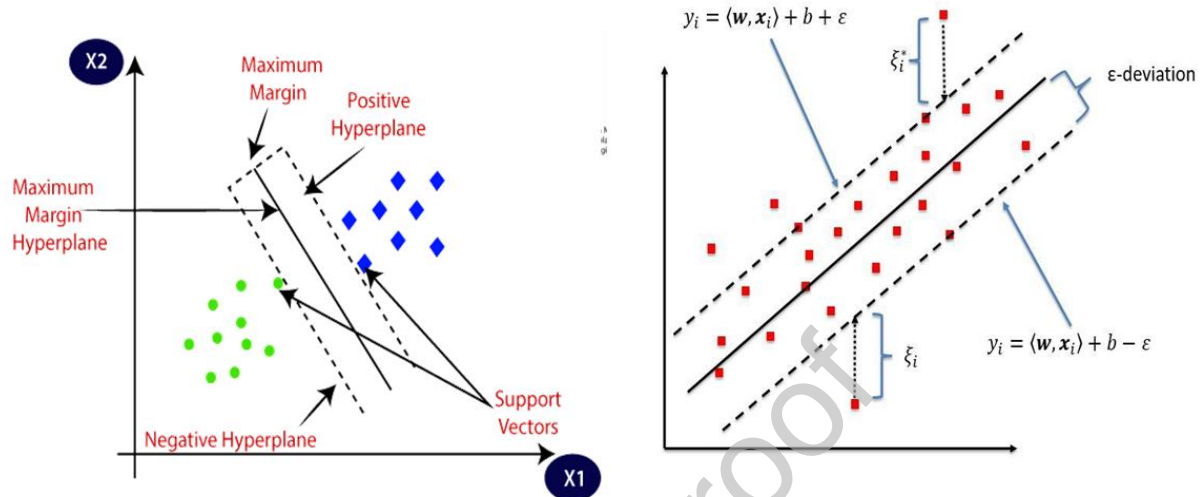 X2
Maximum
Margin
Positive
Hyperplane
Maximum
Margin
Hyperplane
Support
Vectors
Negative Hyperplane
X1
yᵢ = ⟨w, xᵢ⟩ + b + ε
ξᵢ*
ε-deviation
yᵢ = ⟨w, xᵢ⟩ + b − ε
ξᵢ
roof